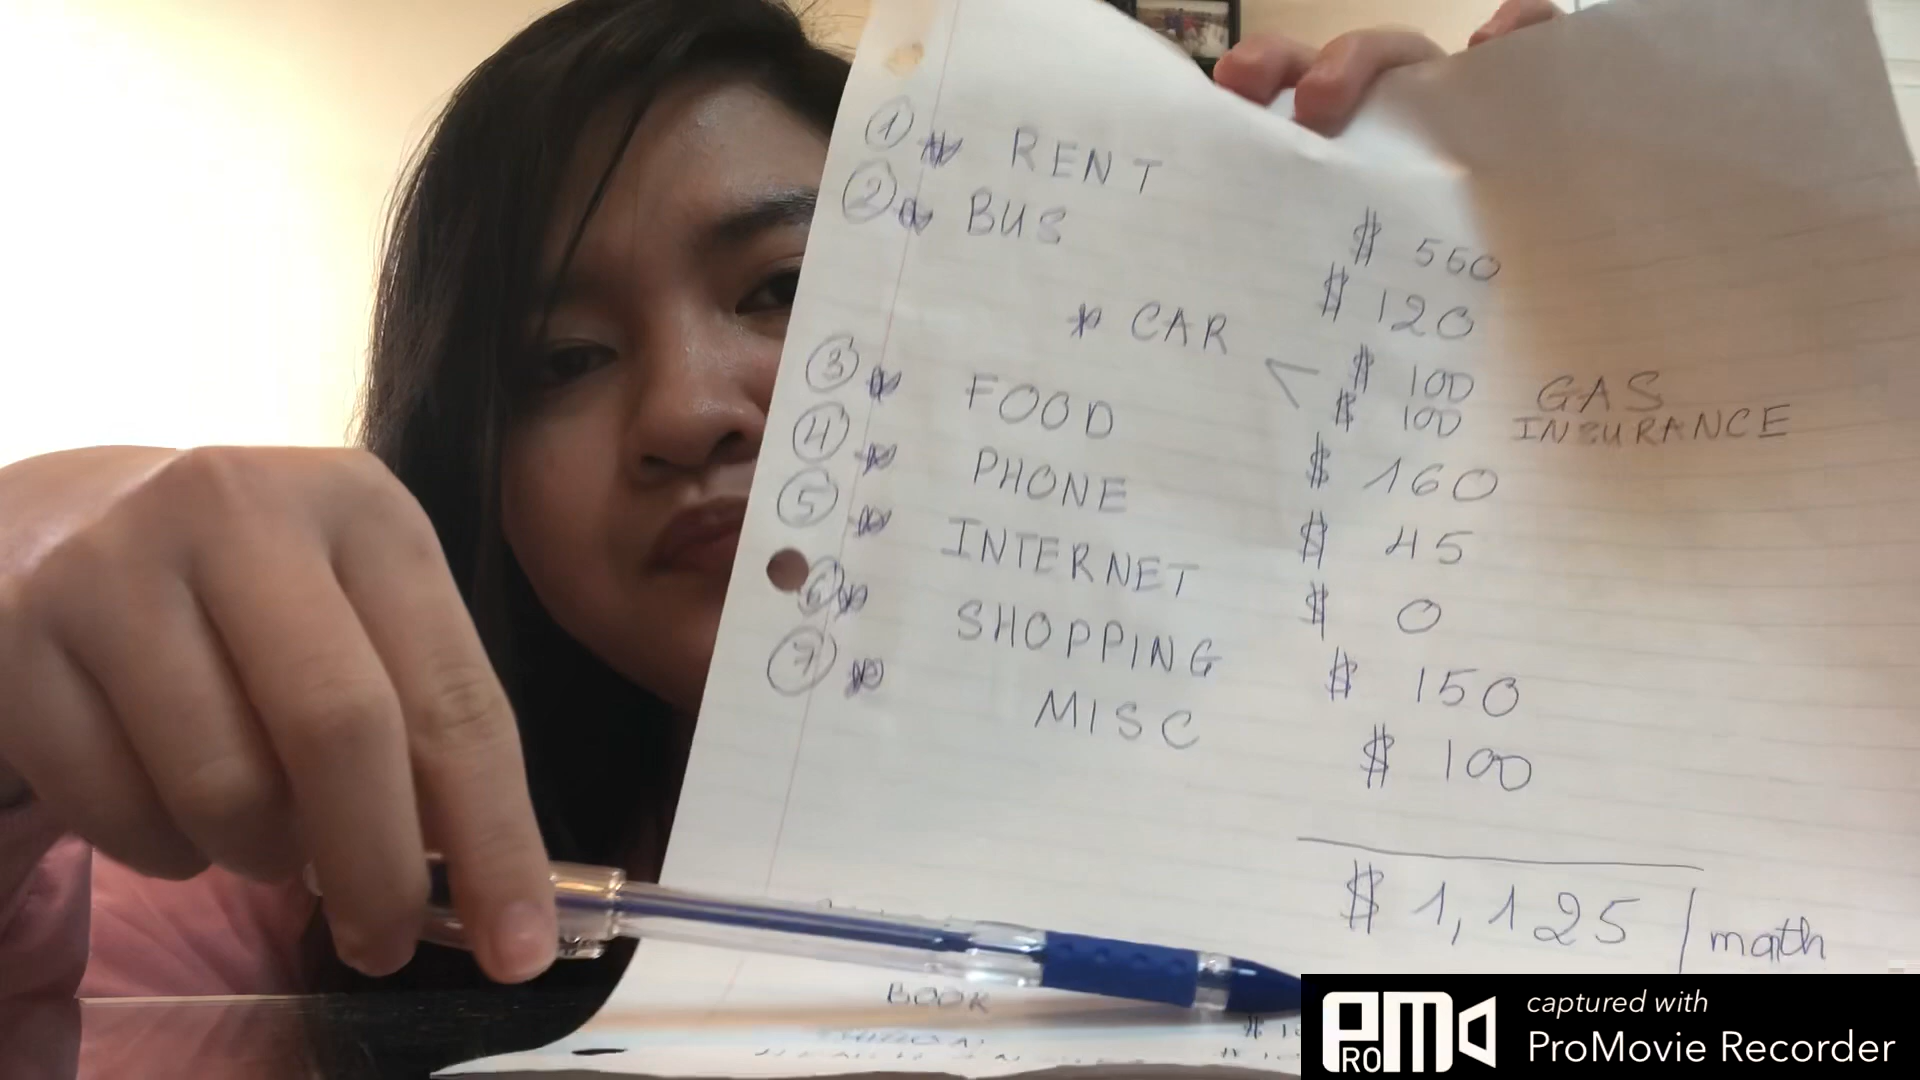 ① * RENT $ 550
② * BUS $ 120
* CAR < $ 100 GAS
$ 100 INSURANCE
③ * FOOD $ 160
④ * PHONE $ 45
⑤ * INTERNET $ 0
⑥ * SHOPPING $ 150
⑦ * MISC $ 100
$ 1,125 / math
BOOK
PROM
captured with
ProMovie Recorder